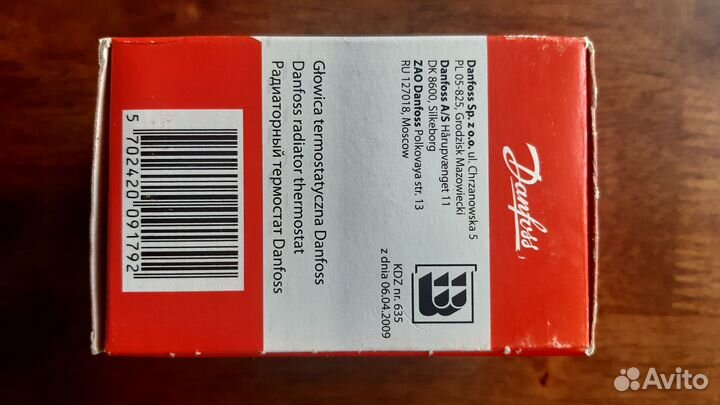 Danfoss
Danfoss Sp. z o.o. ul. Chrzanowska 5
PL 05-825, Grodzisk Mazowiecki
Danfoss A/S Hårupvænget 11
DK 8600, Silkeborg
ZAO Danfoss Polkovaya str. 13
RU 127018, Moscow
B
KDZ nr. 635
z dnia 06.04.2009
Głowica termostatyczna Danfoss
Danfoss radiator thermostat
Радиаторный термостат Danfoss
5 702420 091792
Avito